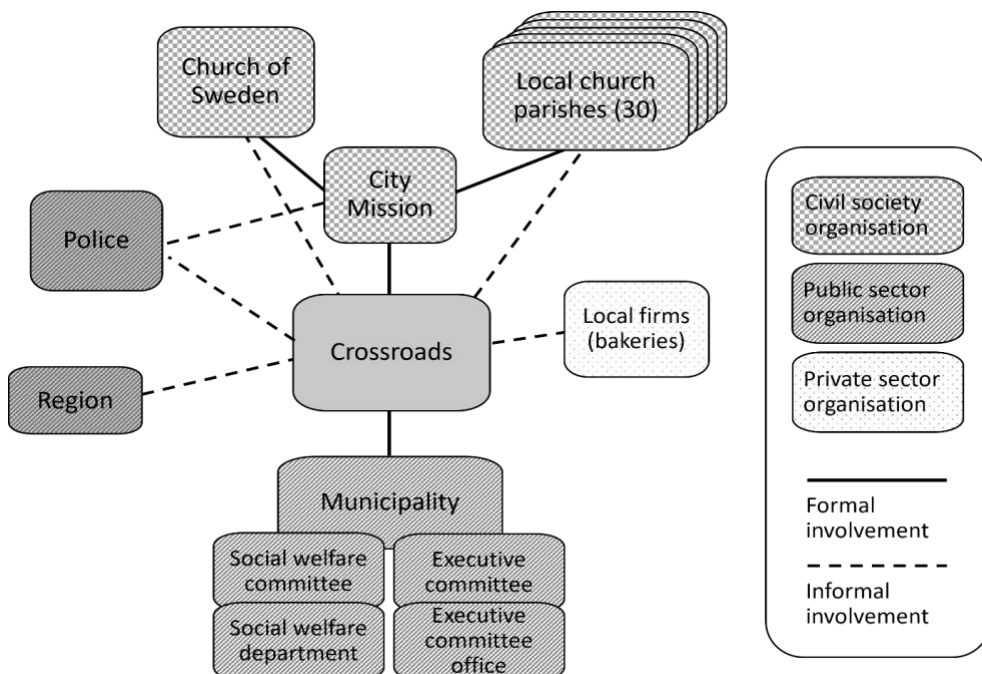 Church of
Sweden
Local church
parishes (30)
City
Mission
Police
Crossroads
Local firms
(bakeries)
Region
Municipality
Social welfare
committee
Executive
committee
Social welfare
department
Executive
committee
office
Civil society
organisation
Public sector
organisation
Private sector
organisation
Formal
involvement
Informal
involvement